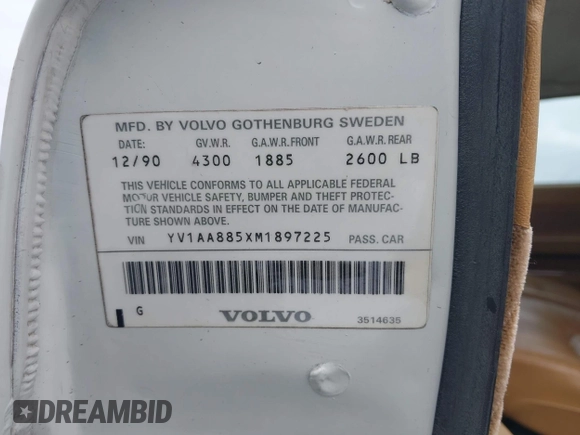 MFD. BY VOLVO GOTHENBURG SWEDEN
DATE: GV.W.R. G.A.W.R.FRONT G.A.W.R. REAR
12/90 4300 1885 2600 LB
THIS VEHICLE CONFORMS TO ALL APPLICABLE FEDERAL
MOTOR VEHICLE SAFETY, BUMPER AND THEFT PROTEC-
TION STANDARDS IN EFFECT ON THE DATE OF MANUFAC-
TURE SHOWN ABOVE.
VIN YV1AA885XM1897225 PASS. CAR
G VOLVO 3514635
DREAMBID